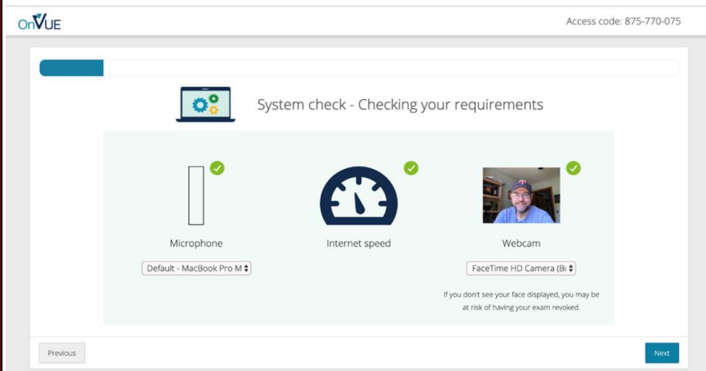 OnVUE
Access code: 875-770-075
System check - Checking your requirements
Microphone
Internet speed
Webcam
Default - MacBook Pro M
FaceTime HD Camera (Bu
If you don't see your face displayed, you may be
at risk of having your exam revoked.
Previous
Next